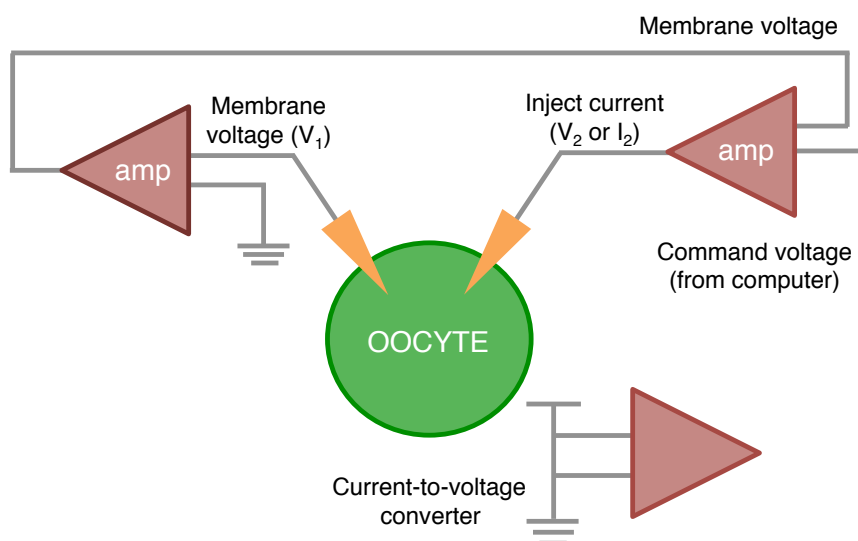 Membrane voltage
Membrane
voltage (V₁)
Inject current
(V₂ or I₂)
amp
amp
Command voltage
(from computer)
OOCYTE
Current-to-voltage
converter